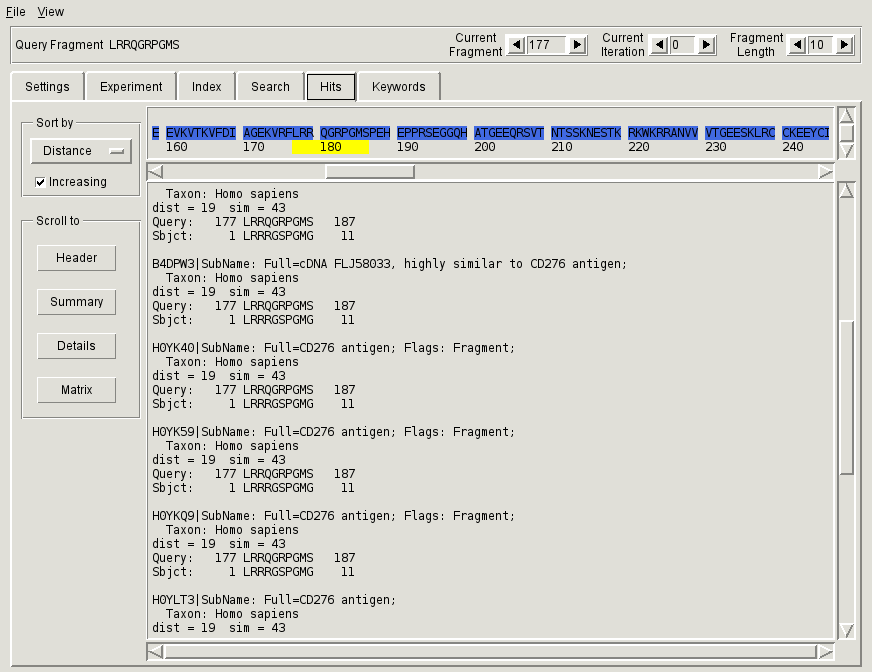 File View
Query Fragment LRRQGRPGMS
Current Fragment 177
Current Iteration 0
Fragment Length 10
Settings Experiment Index Search Hits Keywords
Sort by
Distance
Increasing
Scroll to
Header
Summary
Details
Matrix
E EVKVTKVFDI AGEKVRFLRR QGRPGMSPEH EPPRSEGGQH ATGEEQRSVT NTSSKNESTK RKWKRRANVV VTGEESKLRC CKEEYCI
160 170 180 190 200 210 220 230 240
Taxon: Homo sapiens
dist = 19 sim = 43
Query: 177 LRRQGRPGMS 187
Sbjct: 1 LRRRGSPGMG 11
B4DPW3|SubName: Full=cDNA FLJ58033, highly similar to CD276 antigen;
Taxon: Homo sapiens
dist = 19 sim = 43
Query: 177 LRRQGRPGMS 187
Sbjct: 1 LRRRGSPGMG 11
H0YK40|SubName: Full=CD276 antigen; Flags: Fragment;
Taxon: Homo sapiens
dist = 19 sim = 43
Query: 177 LRRQGRPGMS 187
Sbjct: 1 LRRRGSPGMG 11
H0YK59|SubName: Full=CD276 antigen; Flags: Fragment;
Taxon: Homo sapiens
dist = 19 sim = 43
Query: 177 LRRQGRPGMS 187
Sbjct: 1 LRRRGSPGMG 11
H0YKQ9|SubName: Full=CD276 antigen; Flags: Fragment;
Taxon: Homo sapiens
dist = 19 sim = 43
Query: 177 LRRQGRPGMS 187
Sbjct: 1 LRRRGSPGMG 11
H0YLT3|SubName: Full=CD276 antigen;
Taxon: Homo sapiens
dist = 19 sim = 43